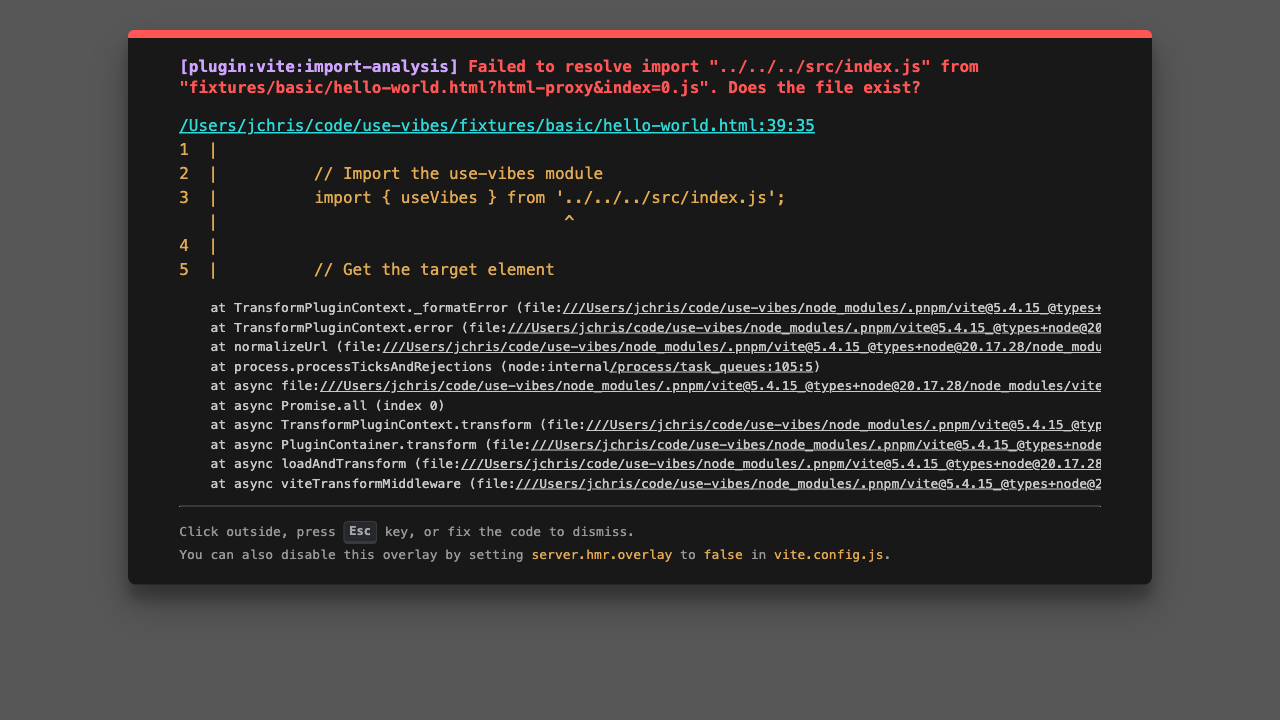 [plugin:vite:import-analysis] Failed to resolve import "../../../src/index.js" from
"fixtures/basic/hello-world.html?html-proxy&index=0.js". Does the file exist?
/Users/jchris/code/use-vibes/fixtures/basic/hello-world.html:39:35
1  |
2  |          // Import the use-vibes module
3  |          import { useVibes } from '../../../src/index.js';
   |                                    ^
4  |
5  |          // Get the target element
at TransformPluginContext._formatError (file:///Users/jchris/code/use-vibes/node_modules/.pnpm/vite@5.4.15_@types+
at TransformPluginContext.error (file:///Users/jchris/code/use-vibes/node_modules/.pnpm/vite@5.4.15_@types+node@20
at normalizeUrl (file:///Users/jchris/code/use-vibes/node_modules/.pnpm/vite@5.4.15_@types+node@20.17.28/node_modu
at process.processTicksAndRejections (node:internal/process/task_queues:105:5)
at async file:///Users/jchris/code/use-vibes/node_modules/.pnpm/vite@5.4.15_@types+node@20.17.28/node_modules/vite
at async Promise.all (index 0)
at async TransformPluginContext.transform (file:///Users/jchris/code/use-vibes/node_modules/.pnpm/vite@5.4.15_@typ
at async PluginContainer.transform (file:///Users/jchris/code/use-vibes/node_modules/.pnpm/vite@5.4.15_@types+node
at async loadAndTransform (file:///Users/jchris/code/use-vibes/node_modules/.pnpm/vite@5.4.15_@types+node@20.17.28
at async viteTransformMiddleware (file:///Users/jchris/code/use-vibes/node_modules/.pnpm/vite@5.4.15_@types+node@2
Click outside, press Esc key, or fix the code to dismiss.
You can also disable this overlay by setting server.hmr.overlay to false in vite.config.js.